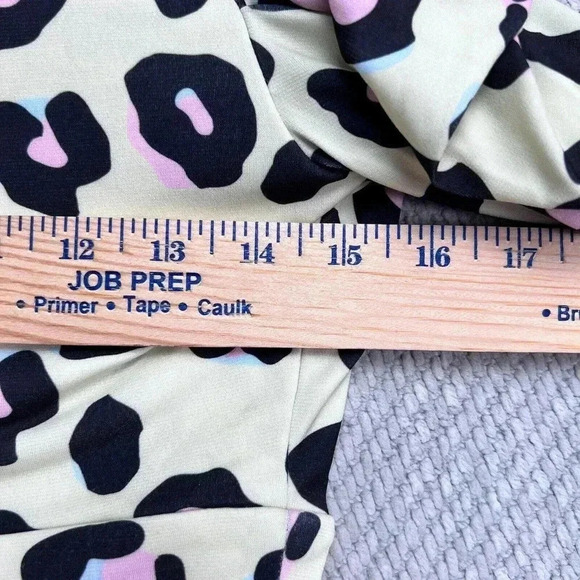 12 13 14 15 16 17
JOB PREP
• Primer • Tape • Caulk • Bru